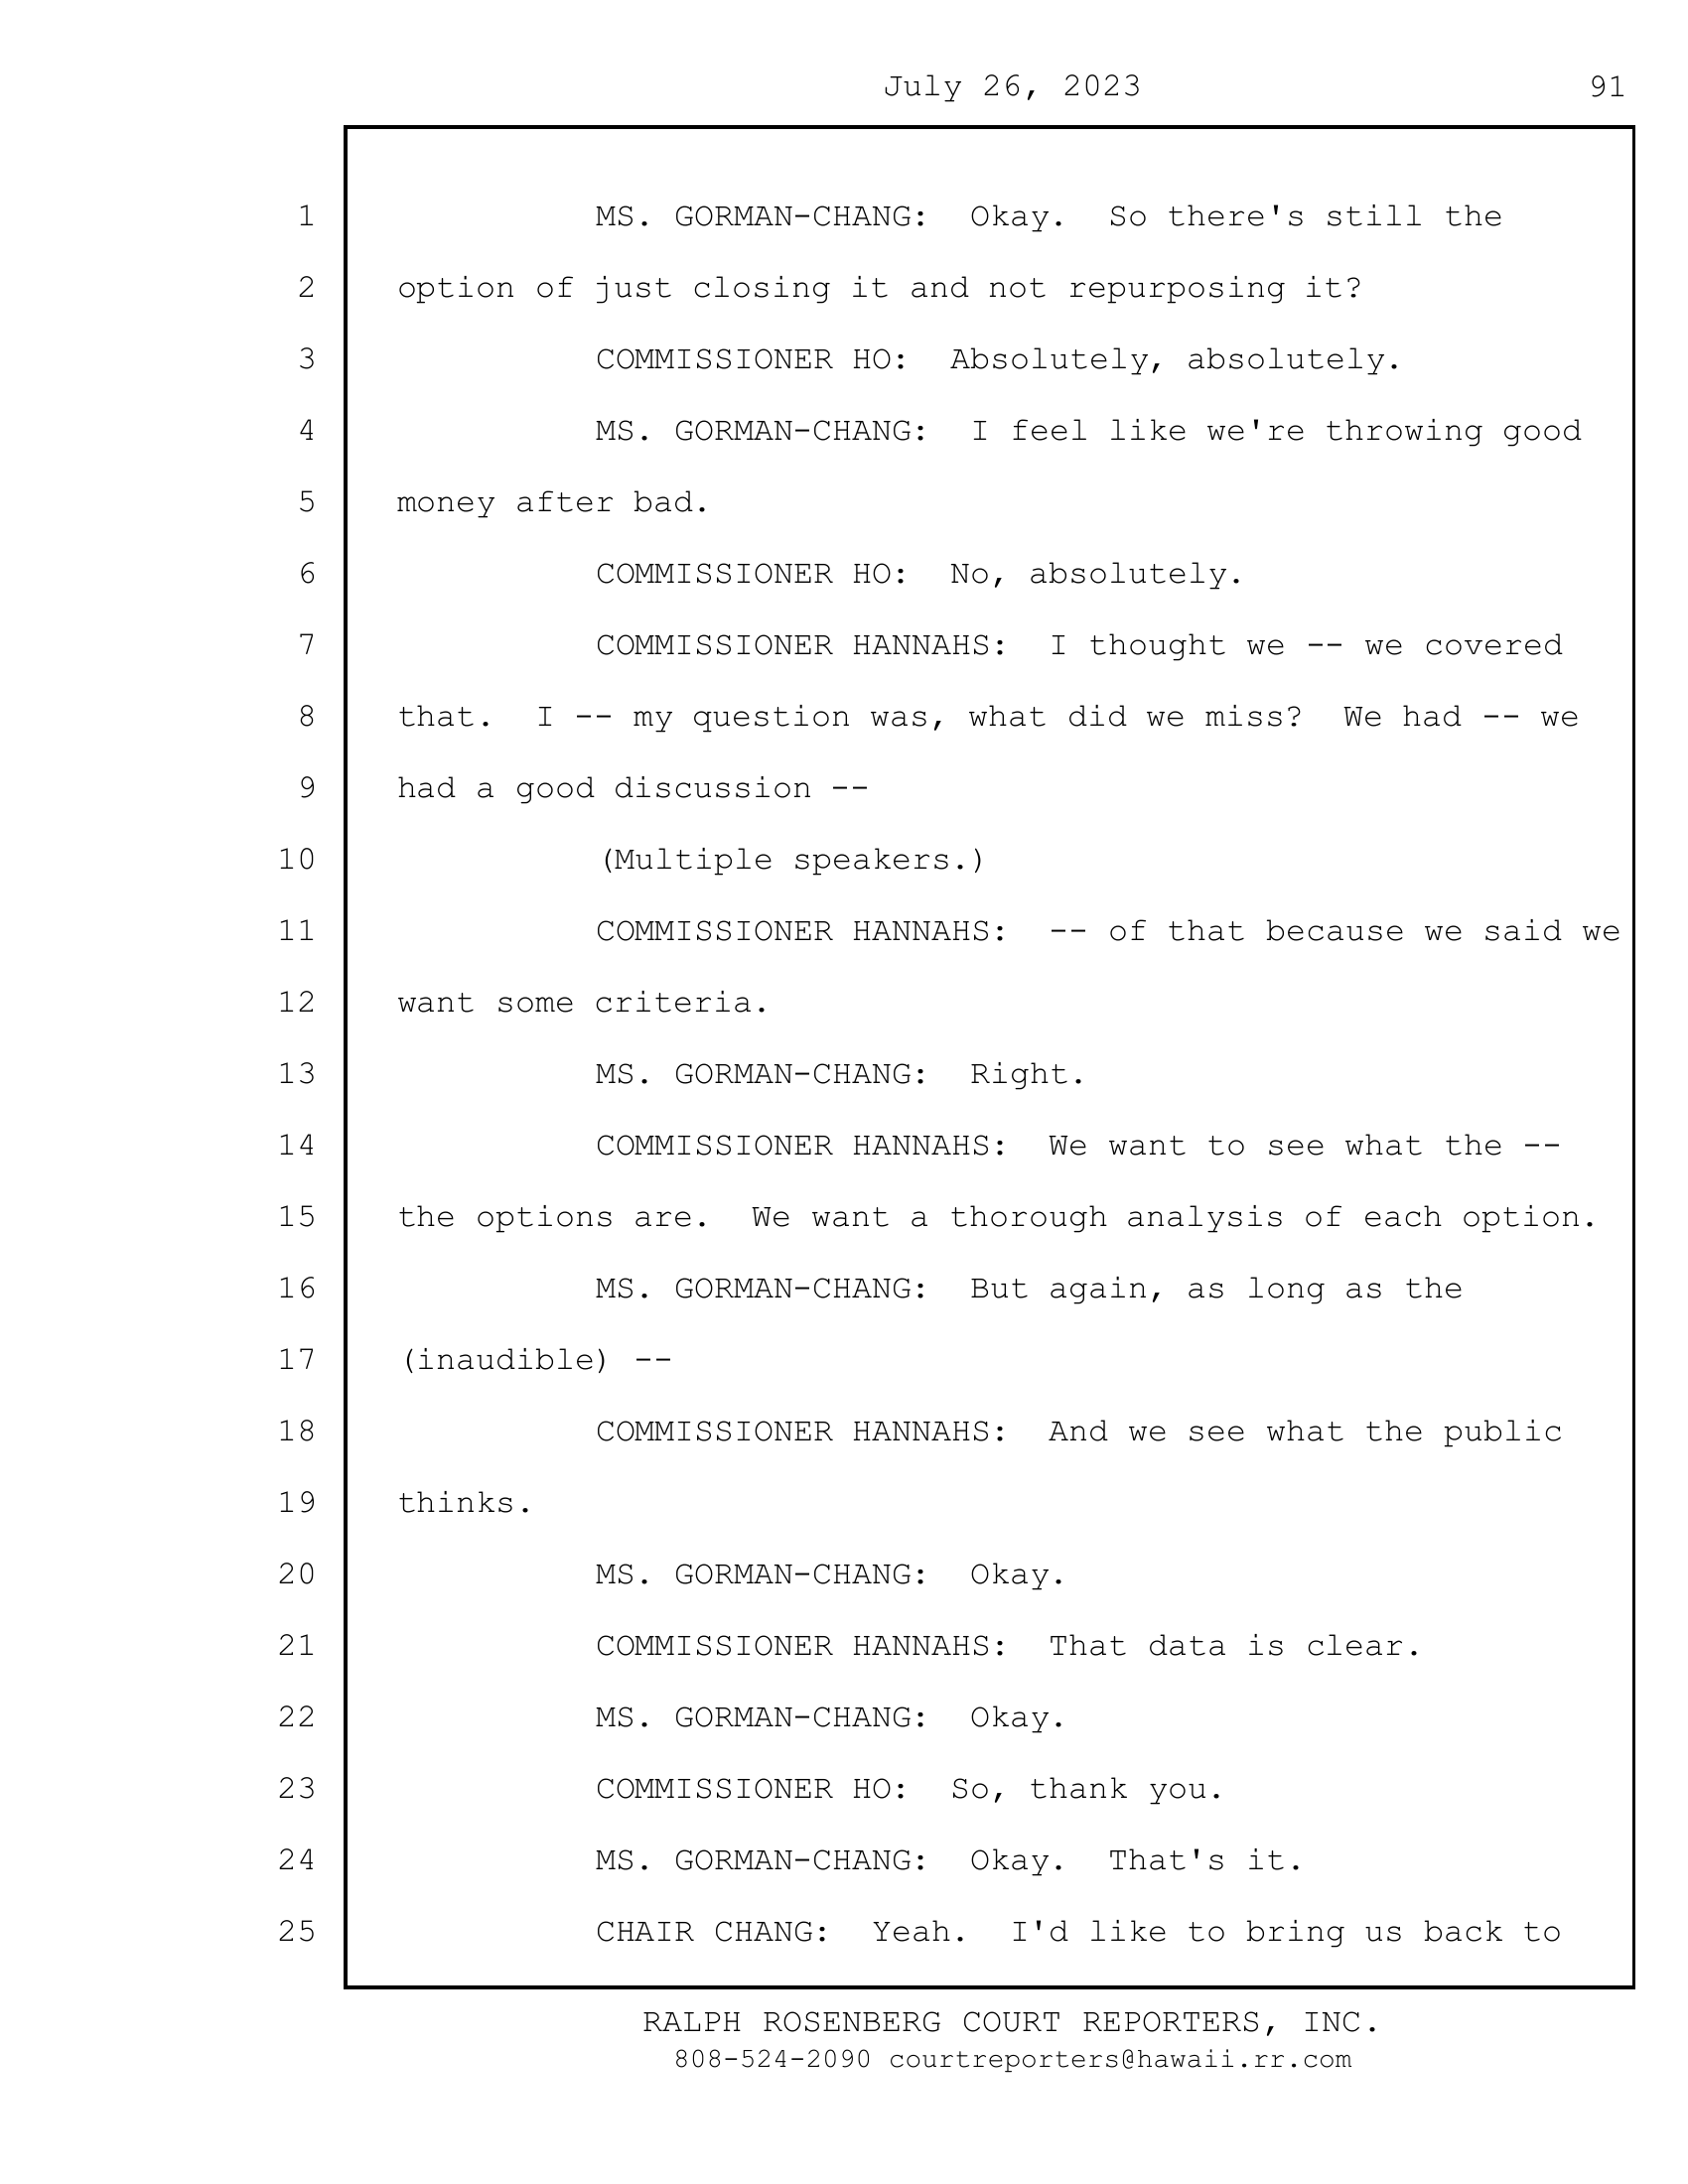 July 26, 2023 91
1 MS. GORMAN-CHANG: Okay. So there's still the
2 option of just closing it and not repurposing it?
3 COMMISSIONER HO: Absolutely, absolutely.
4 MS. GORMAN-CHANG: I feel like we're throwing good
5 money after bad.
6 COMMISSIONER HO: No, absolutely.
7 COMMISSIONER HANNAHS: I thought we -- we covered
8 that. I -- my question was, what did we miss? We had -- we
9 had a good discussion --
10 (Multiple speakers.)
11 COMMISSIONER HANNAHS: -- of that because we said we
12 want some criteria.
13 MS. GORMAN-CHANG: Right.
14 COMMISSIONER HANNAHS: We want to see what the --
15 the options are. We want a thorough analysis of each option.
16 MS. GORMAN-CHANG: But again, as long as the
17 (inaudible) --
18 COMMISSIONER HANNAHS: And we see what the public
19 thinks.
20 MS. GORMAN-CHANG: Okay.
21 COMMISSIONER HANNAHS: That data is clear.
22 MS. GORMAN-CHANG: Okay.
23 COMMISSIONER HO: So, thank you.
24 MS. GORMAN-CHANG: Okay. That's it.
25 CHAIR CHANG: Yeah. I'd like to bring us back to
RALPH ROSENBERG COURT REPORTERS, INC.
808-524-2090 courtreporters@hawaii.rr.com